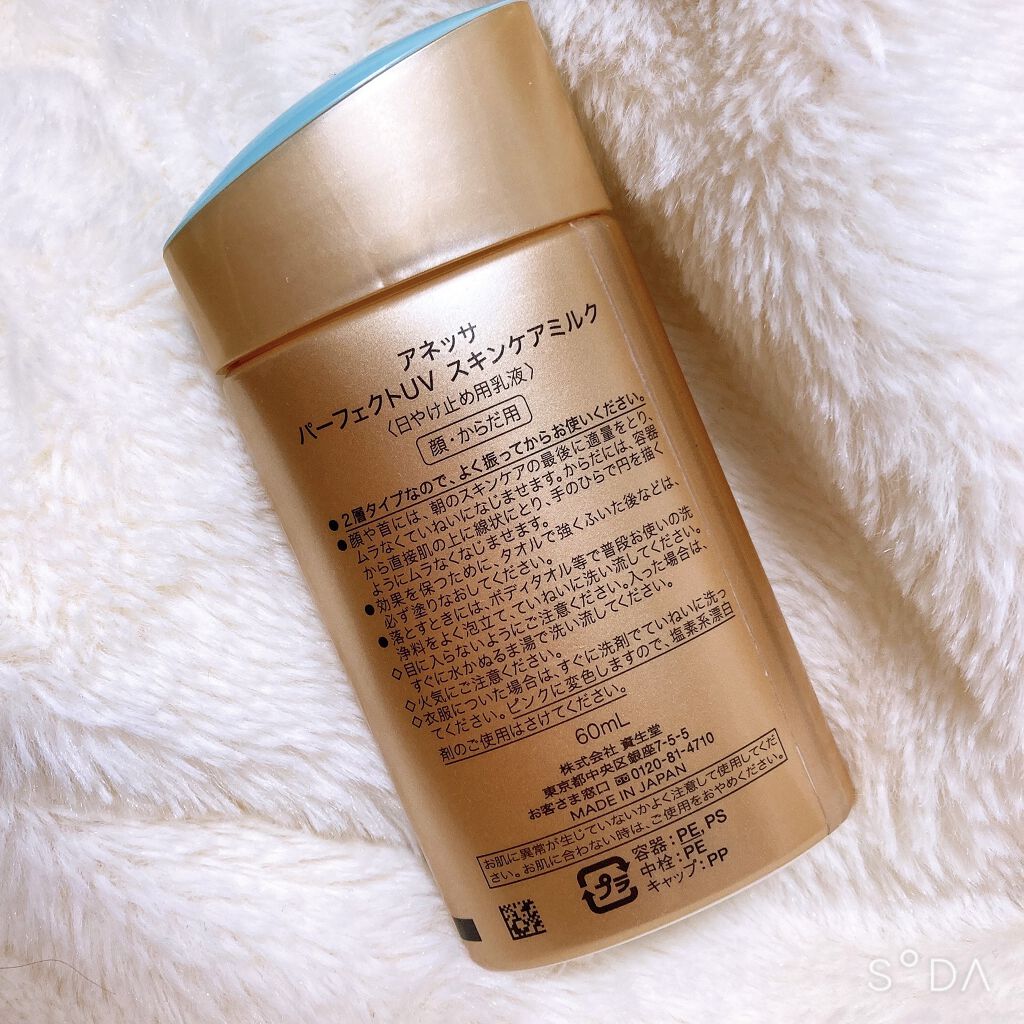 アネッサ
パーフェクトUV スキンケアミルク
〈日やけ止め用乳液〉
顔・からだ用
●2層タイプなので、よく振ってからお使いください。
●顔や首には、朝のスキンケアの最後に適量をとり、
ムラなくていねいになじませます。からだには、容器
から直接肌の上に線状にとり、手のひらで円を描く
ようにムラなくなじませます。
●効果を保つために、タオルで強くふいた後などは、
必ず塗りなおしてください。
●落とすときには、ボディタオル等で普段お使いの洗
浄料をよく泡立てて、ていねいに洗い流してください。
◇目に入らないようにご注意ください。入った場合は、
すぐに水かぬるま湯で洗い流してください。
◇火気にご注意ください。
◇衣服についた場合は、すぐに洗剤でていねいに洗っ
てください。ピンクに変色しますので、塩素系漂白
剤のご使用はさけてください。
60mL
株式会社 資生堂
東京都中央区銀座7-5-5
お客さま窓口 0120-81-4710
MADE IN JAPAN
お肌に異常が生じていないかよく注意して使用してくだ
さい。お肌に合わない時は、ご使用をおやめください。
プラ
容器：PE, PS
中栓：PE
キャップ：PP
SODA